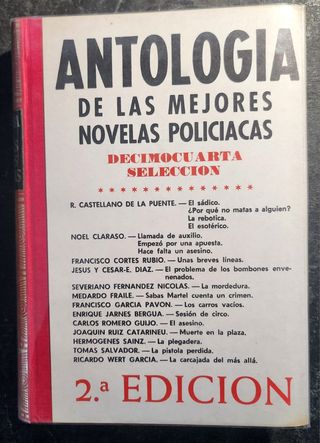 ANTOLOGIA
DE LAS MEJORES
NOVELAS POLICIACAS
DECIMOCUARTA
SELECCION
* * * * * * * * * * * * *
R. CASTELLANO DE LA PUENTE. — El sádico.
¿Por qué no matas a alguien?
La rebotica.
El esotérico.
NOEL CLARASO. — Llamada de auxilio.
Empezó por una apuesta.
Hace falta un asesino.
FRANCISCO CORTES RUBIO. — Unas breves líneas.
JESUS Y CESAR-E. DIAZ. — El problema de los bombones enve-
nenados.
SEVERIANO FERNANDEZ NICOLAS. — La mordedura.
MEDARDO FRAILE. — Sabas Martel cuenta un crimen.
FRANCISCO GARCIA PAVON. — Los carros vacíos.
ENRIQUE JARNES BERGUA. — Sesión de circo.
CARLOS ROMERO GUIJO. — El asesino.
JOAQUIN RUIZ CATARINEU. — Muerte en la plaza.
HERMOGENES SAINZ. — La plegadera.
TOMAS SALVADOR. — La pistola perdida.
RICARDO WERT GARCIA. — La carcajada del más allá.
2.ª EDICION